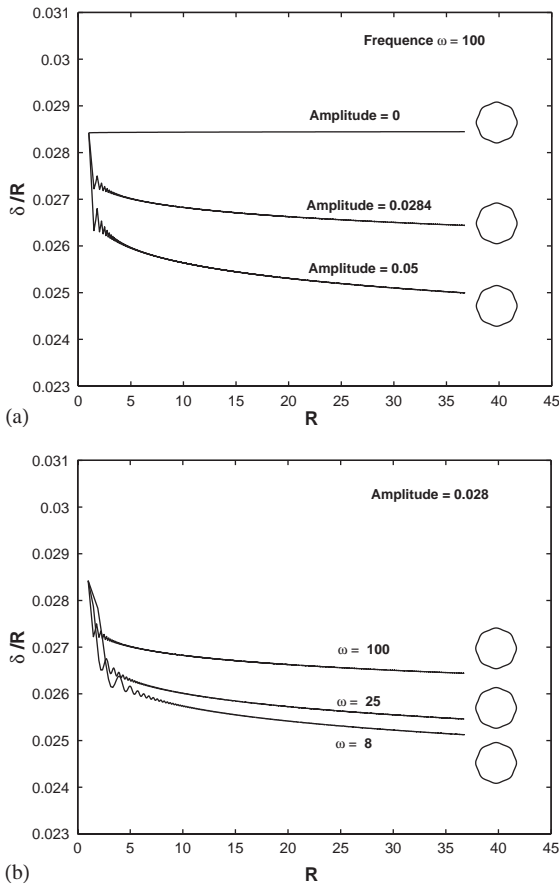 0.031
Frequence ω = 100
0.03
0.029
Amplitude = 0
0.028
δ /R
0.027
Amplitude = 0.0284
0.026
Amplitude = 0.05
0.025
0.024
0.023
0 5 10 15 20 25 30 35 40 45
(a)
R
0.031
Amplitude = 0.028
0.03
0.029
0.028
δ /R
0.027
ω = 100
0.026
ω = 25
0.025
ω = 8
0.024
0.023
0 5 10 15 20 25 30 35 40 45
(b)
R